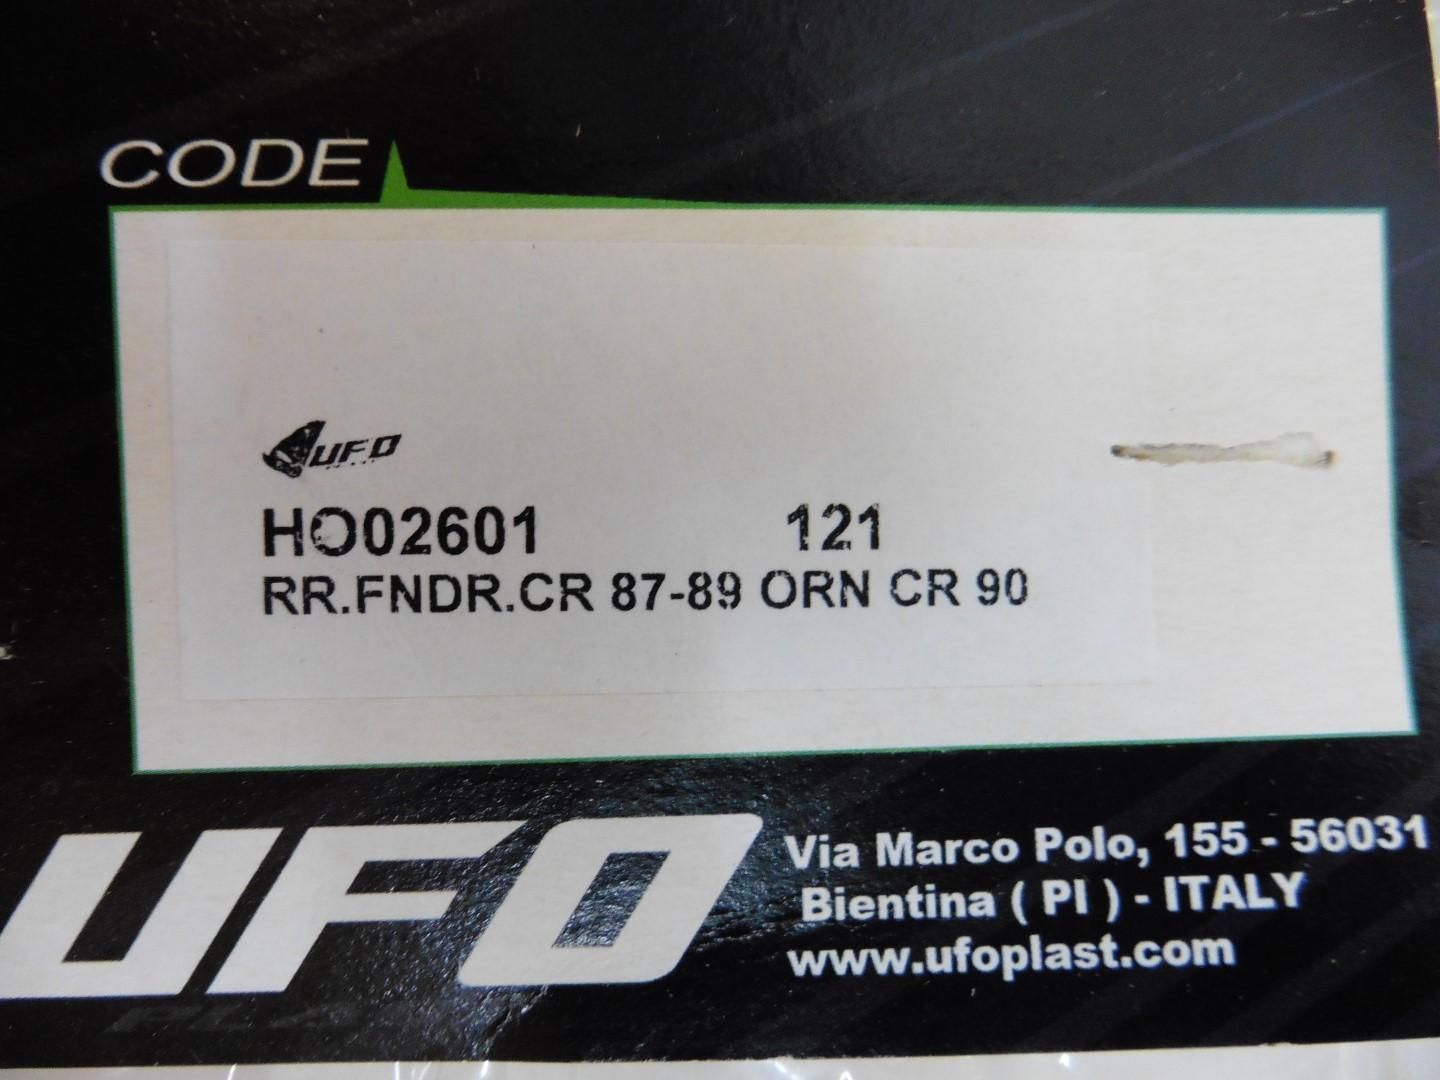 CODE
UFO
HO02601 121
RR.FNDR.CR 87-89 ORN CR 90
UFO
Via Marco Polo, 155 - 56031
Bientina ( PI ) - ITALY
www.ufoplast.com